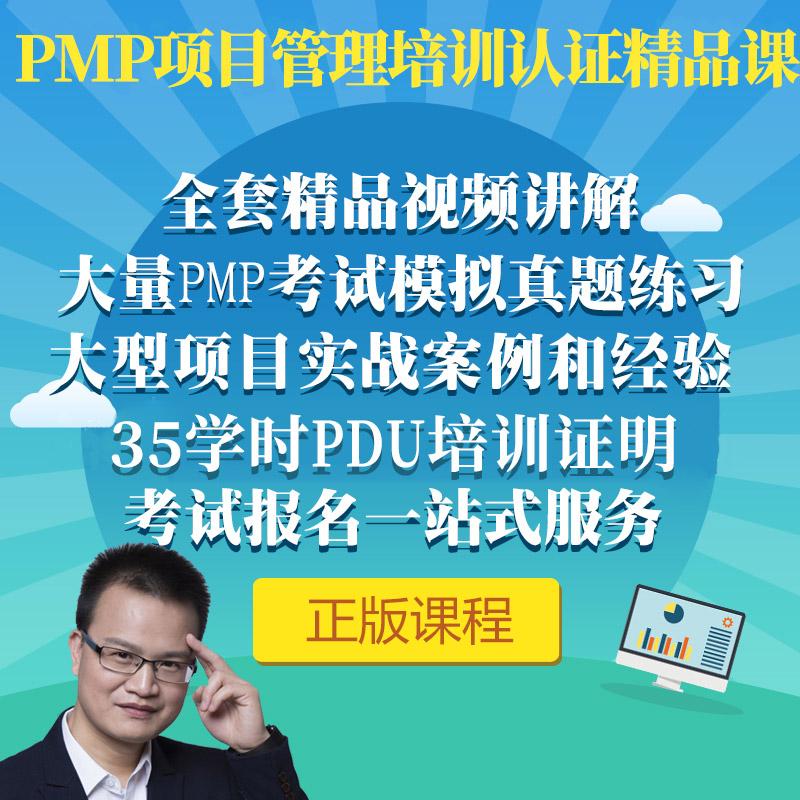 PMP项目管理培训认证精品课
全套精品视频讲解
大量PMP考试模拟真题练习
大型项目实战案例和经验
35学时PDU培训证明
考试报名一站式服务
正版课程